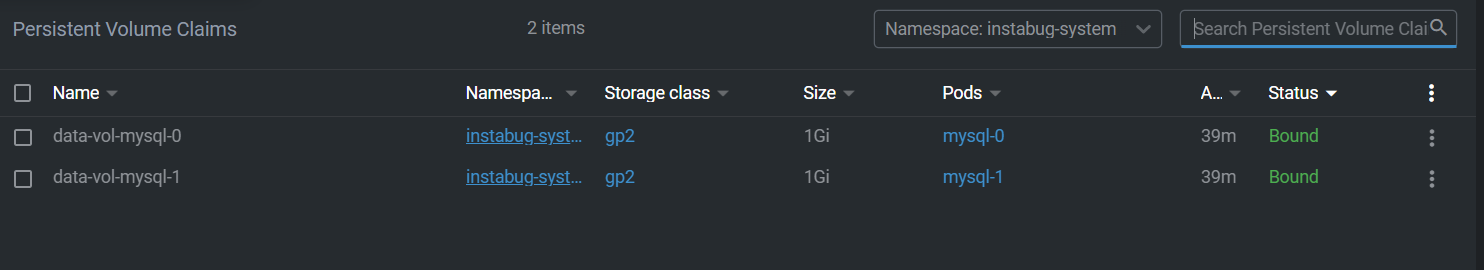 Persistent Volume Claims 2 items Namespace: instabug-system Search Persistent Volume Clai
Name Namespa... Storage class Size Pods A... Status
data-vol-mysql-0 instabug-syst... gp2 1Gi mysql-0 39m Bound
data-vol-mysql-1 instabug-syst... gp2 1Gi mysql-1 39m Bound